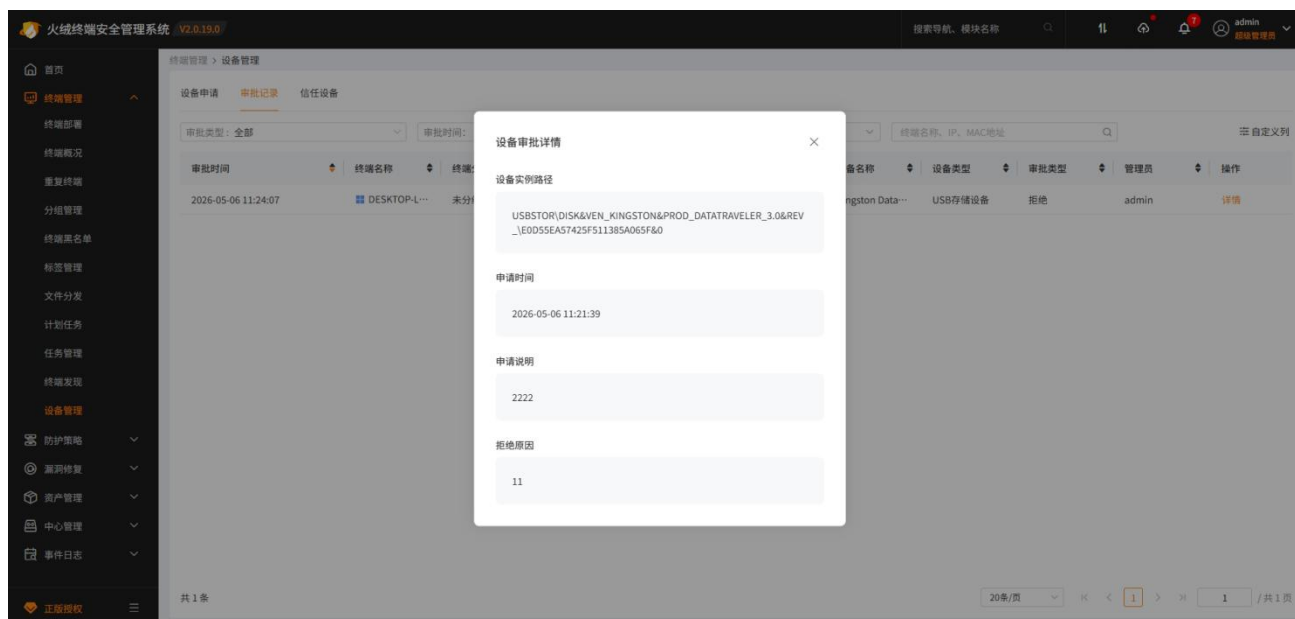 火绒终端安全管理系统 V2.0.19.0
搜索导航、模块名称
7
admin
超级管理员
首页
终端管理
终端部署
终端概况
重复终端
分组管理
终端黑名单
标签管理
文件分发
计划任务
任务管理
终端发现
设备管理
防护策略
漏洞修复
资产管理
中心管理
事件日志
正版授权
终端管理 > 设备管理
设备申请 审批记录 信任设备
审批类型: 全部 审批时间: 终端名称、IP、MAC地址 自定义列
审批时间 终端名称 终端 备名称 设备类型 审批类型 管理员 操作
2026-05-06 11:24:07 DESKTOP-L··· 未分 ngston Data··· USB存储设备 拒绝 admin 详情
设备审批详情
设备实例路径
USBSTOR\DISK&VEN_KINGSTON&PROD_DATATRAVELER_3.0&REV
_\E0D55EA57425F511385A065F&0
申请时间
2026-05-06 11:21:39
申请说明
2222
拒绝原因
11
共 1 条
20条/页 1 1 / 共 1 页